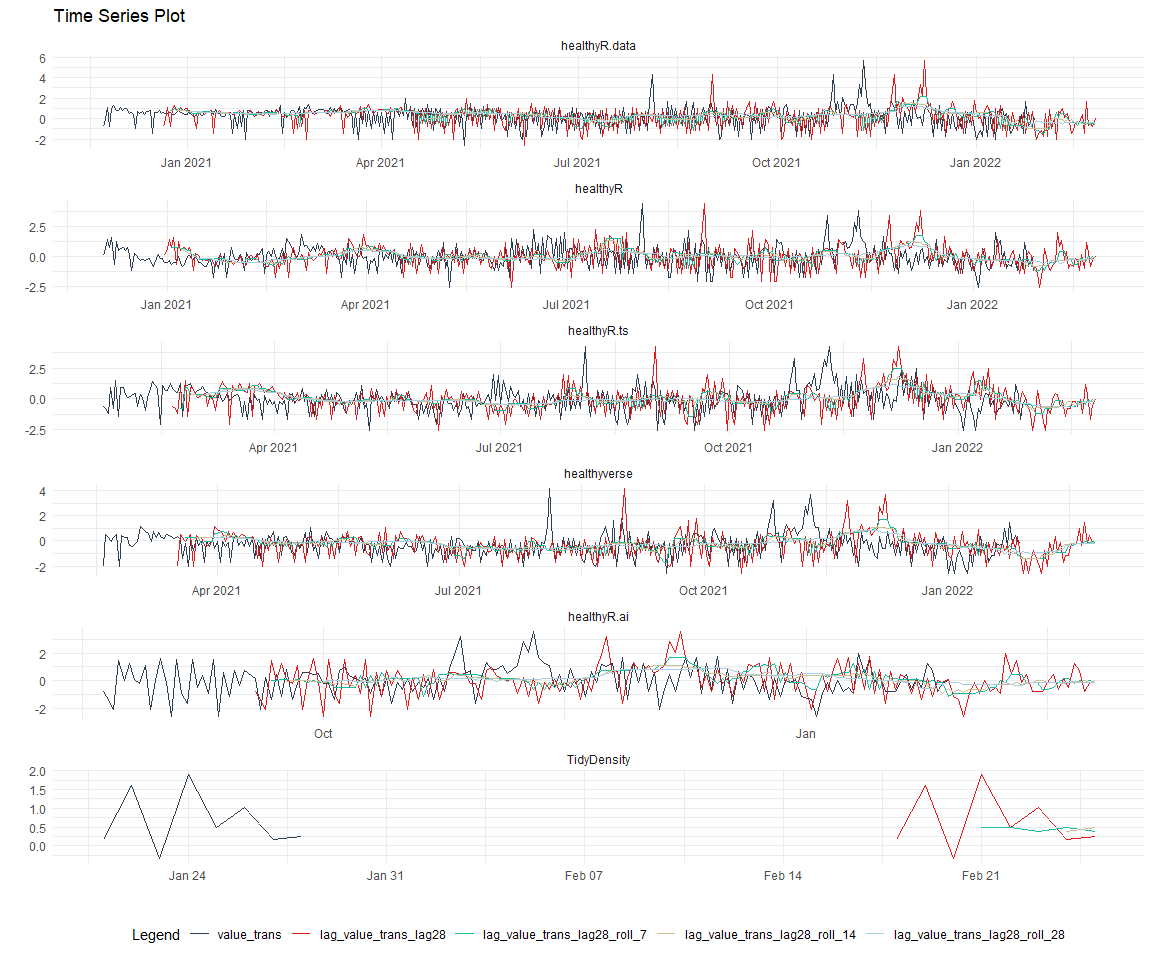 Time Series Plot
healthyR.data
6
4
2
0
-2
Jan 2021 Apr 2021 Jul 2021 Oct 2021 Jan 2022
healthyR
2.5
0.0
-2.5
Jan 2021 Apr 2021 Jul 2021 Oct 2021 Jan 2022
healthyR.ts
2.5
0.0
-2.5
Apr 2021 Jul 2021 Oct 2021 Jan 2022
healthyverse
4
2
0
-2
Apr 2021 Jul 2021 Oct 2021 Jan 2022
healthyR.ai
2
0
-2
Oct Jan
TidyDensity
2.0
1.5
1.0
0.5
0.0
Jan 24 Jan 31 Feb 07 Feb 14 Feb 21
Legend value_trans lag_value_trans_lag28 lag_value_trans_lag28_roll_7 lag_value_trans_lag28_roll_14 lag_value_trans_lag28_roll_28